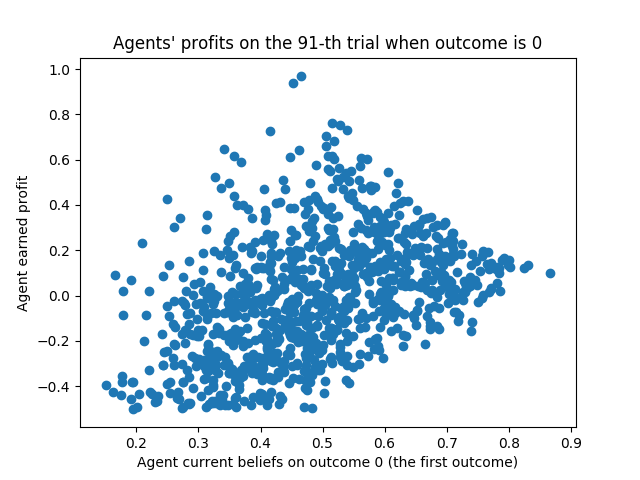 Agents' profits on the 91-th trial when outcome is 0
1.0
0.8
0.6
0.4
0.2
0.0
−0.2
−0.4
Agent earned profit
0.2 0.3 0.4 0.5 0.6 0.7 0.8 0.9
Agent current beliefs on outcome 0 (the first outcome)